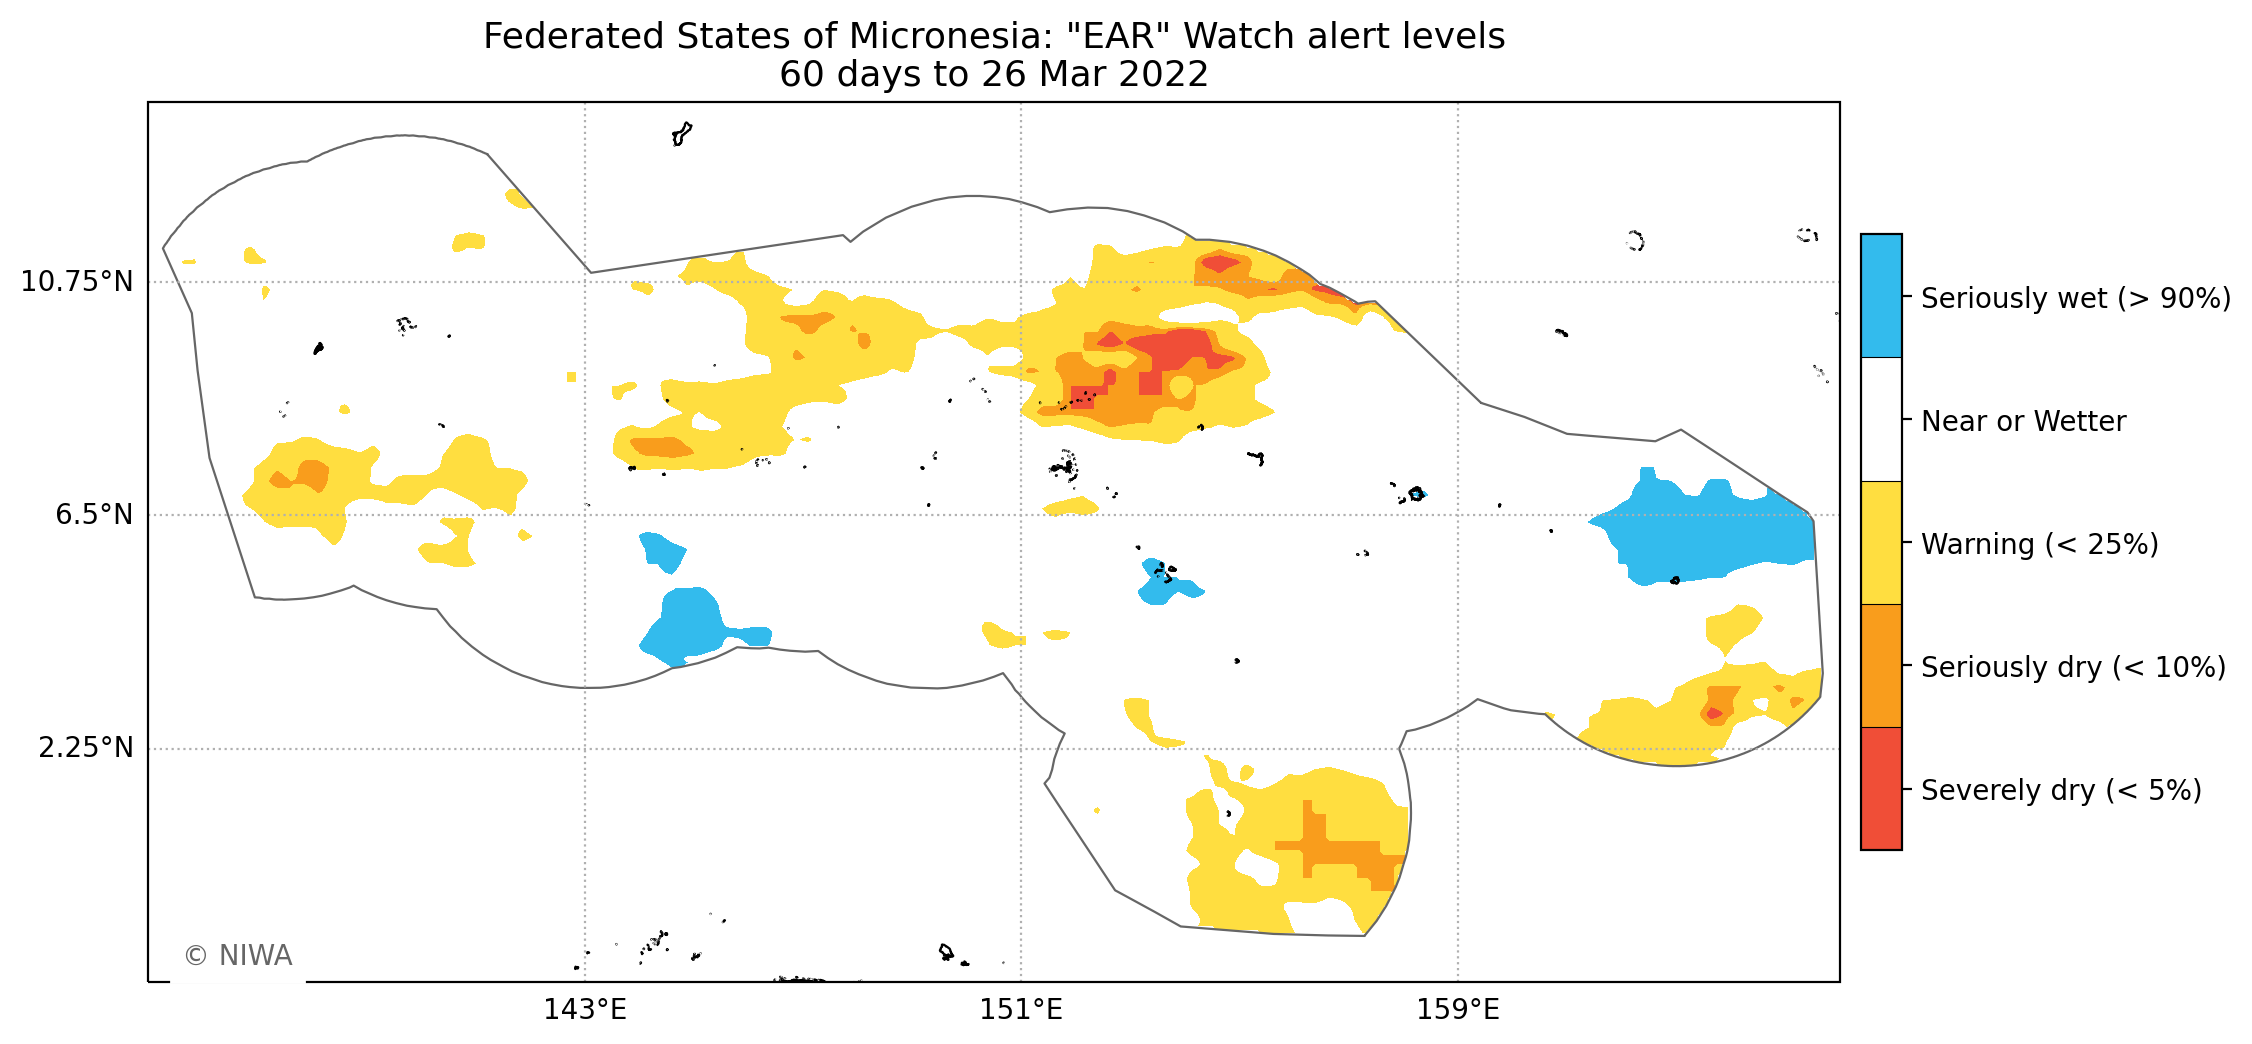 Federated States of Micronesia: "EAR" Watch alert levels
60 days to 26 Mar 2022
10.75°N
6.5°N
2.25°N
143°E
151°E
159°E
© NIWA
Seriously wet (> 90%)
Near or Wetter
Warning (< 25%)
Seriously dry (< 10%)
Severely dry (< 5%)